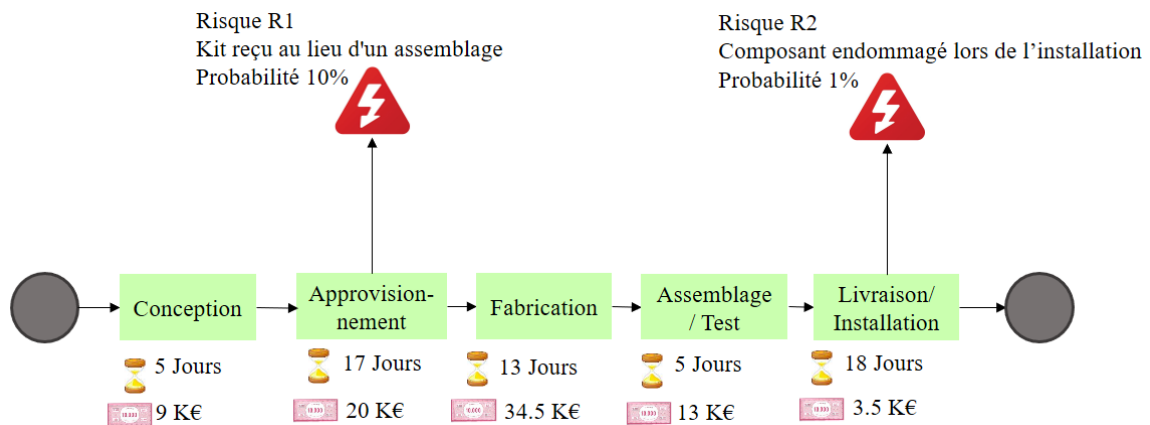 Risque R1
Kit reçu au lieu d'un assemblage
Probabilité 10%
Risque R2
Composant endommagé lors de l’installation
Probabilité 1%
Conception
Approvision-
nement
Fabrication
Assemblage
/ Test
Livraison/
Installation
5 Jours
17 Jours
13 Jours
5 Jours
18 Jours
9 K€
20 K€
34.5 K€
13 K€
3.5 K€